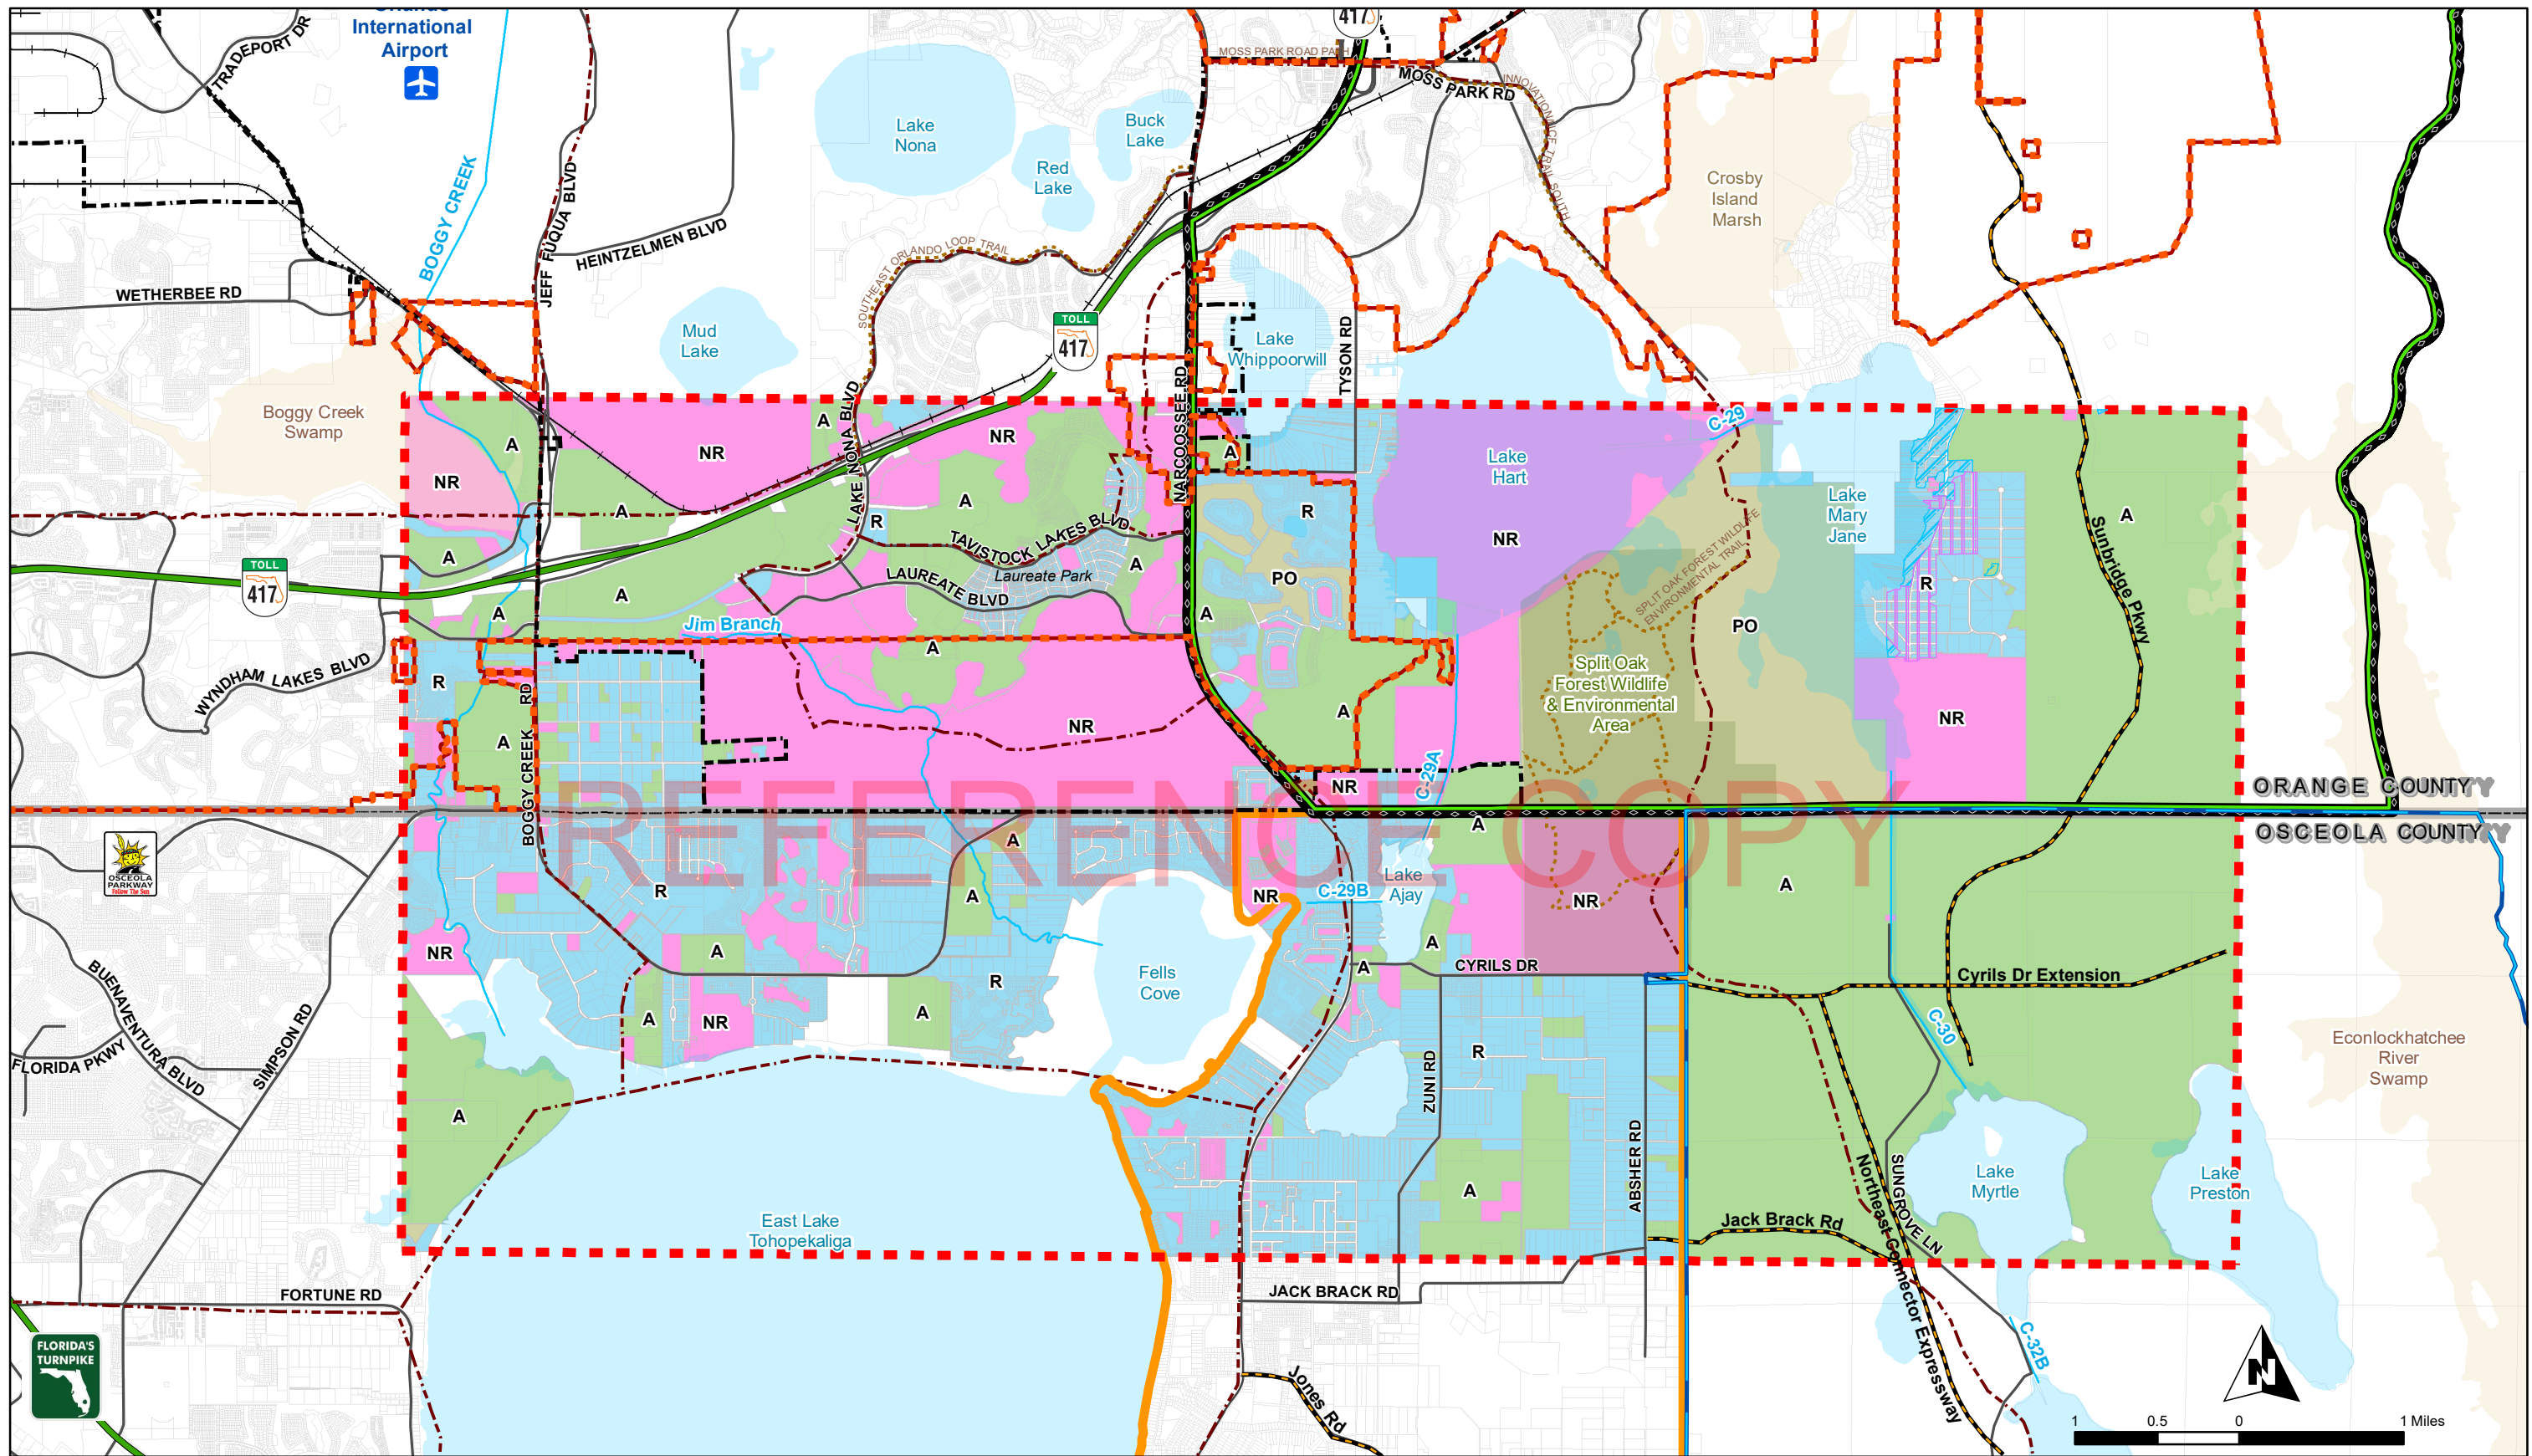 Orlando
International
Airport
417
MOSS PARK ROAD PATH
MOSS PARK RD
INNOVATION/ICE TRAIL SOUTH
TRADEPORT DR
BOGGY CREEK
JEFF FUQUA BLVD
HEINTZELMEN BLVD
WETHERBEE RD
Lake
Nona
Red
Lake
Buck
Lake
Crosby
Island
Marsh
SOUTHEAST ORLANDO LOOP TRAIL
Mud
Lake
TOLL
417
Lake
Whippoorwill
TYSON RD
NARCOOSSEE RD
LAKE NONA BLVD
Boggy Creek
Swamp
A
NR
NR
A
NR
A
A
A
R
A
TAVISTOCK LAKES BLVD
LAUREATE BLVD
Laureate Park
A
A
A
A
R
PO
A
Lake
Hart
NR
C-29
SPLIT OAK FOREST WILDLIFE
ENVIRONMENTAL TRAIL
PO
Lake
Mary
Jane
R
A
Sunbridge Pkwy
TOLL
417
WYNDHAM LAKES BLVD
Jim Branch
A
R
A
BOGGY CREEK RD
NR
A
Split Oak
Forest Wildlife
& Environmental
Area
NR
C-29A
NR
REFERENCE COPY
ORANGE COUNTY
OSCEOLA COUNTY
OSCEOLA
PARKWAY
Follow The Sun
A
A
R
A
NR
C-29B
Lake
Ajay
NR
A
NR
A
A
A
R
A
NR
A
Fells
Cove
CYRILS DR
Cyrils Dr Extension
BUENAVENTURA BLVD
SIMPSON RD
FLORIDA PKWY
C-30
ZUNI RD
R
ABSHER RD
A
A
Econlockhatchee
River
Swamp
Lake
Myrtle
Lake
Preston
SUNGROVE LN
Northeast Connector Expressway
Jack Brack Rd
East Lake
Tohopekaliga
FORTUNE RD
JACK BRACK RD
Jones Rd
C-32B
FLORIDA'S
TURNPIKE
N
1 0.5 0 1 Miles